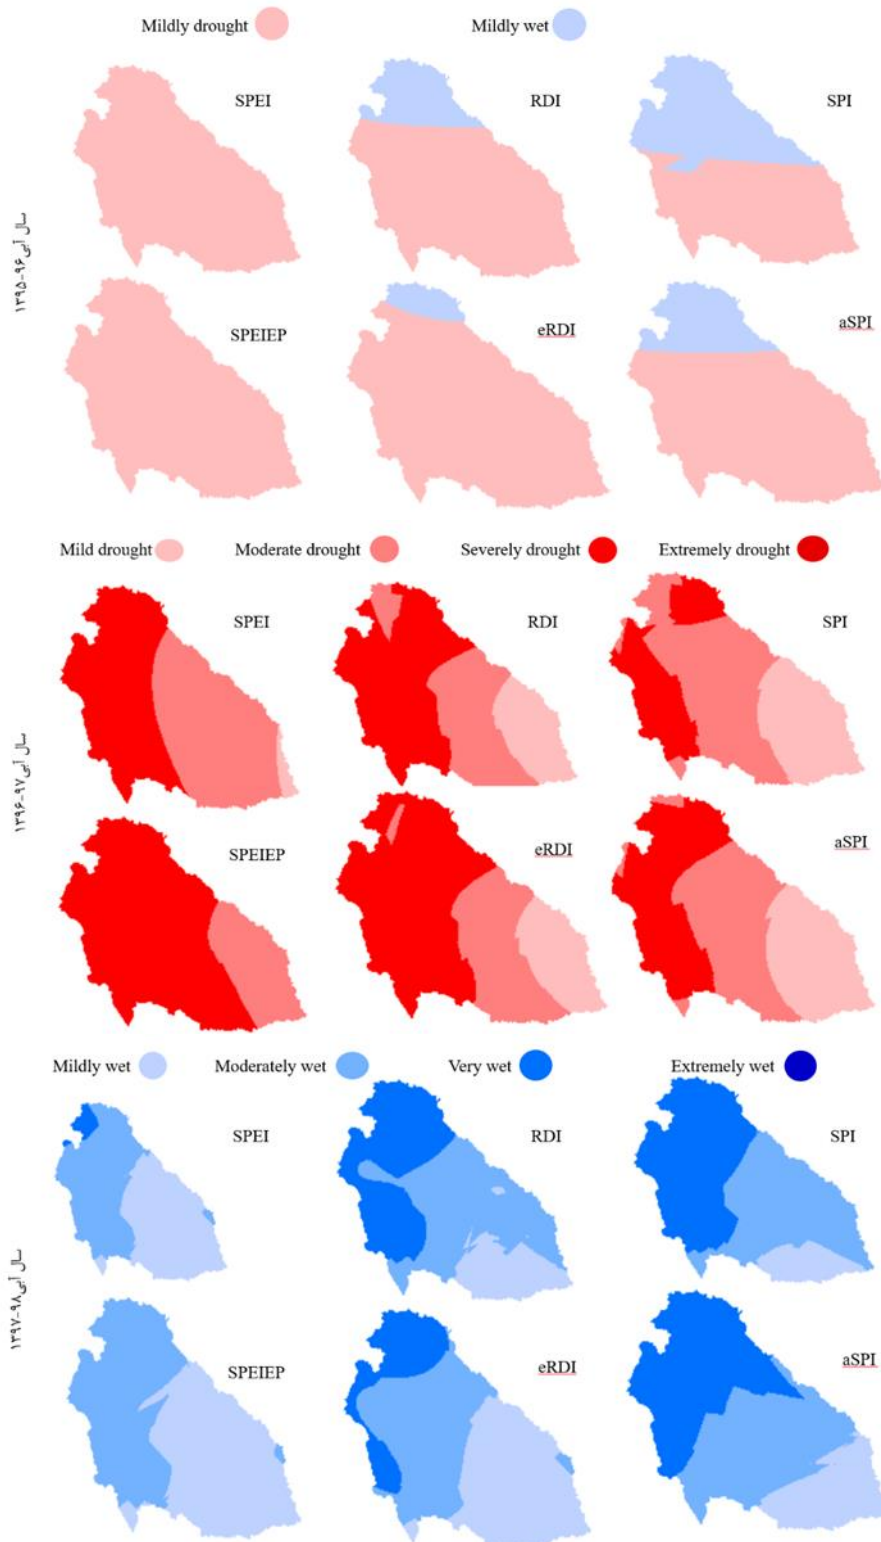 Mildly drought Mildly wet
SPEI RDI SPI
سال آبی ۱۳۹۵-۹۶
SPEIEP eRDI aSPI
Mild drought Moderate drought Severely drought Extremely drought
SPEI RDI SPI
سال آبی ۱۳۹۶-۹۷
SPEIEP eRDI aSPI
Mildly wet Moderately wet Very wet Extremely wet
SPEI RDI SPI
سال آبی ۱۳۹۷-۹۸
SPEIEP eRDI aSPI